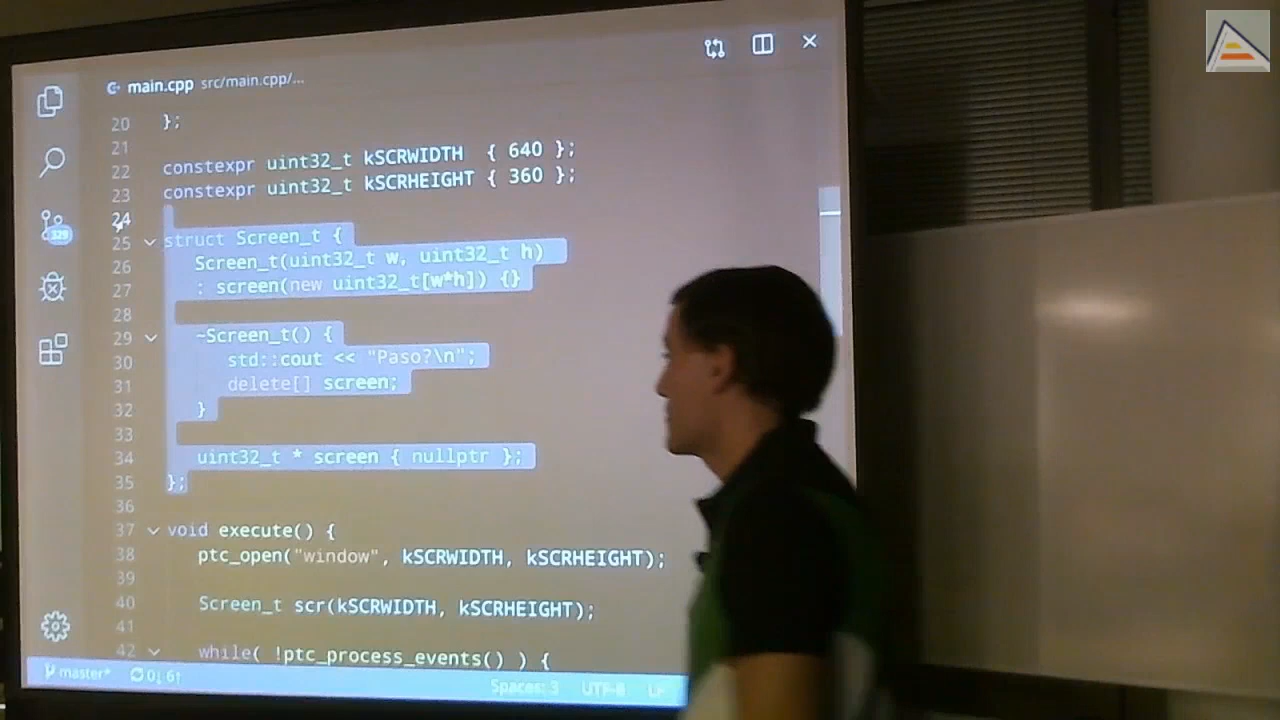 main.cpp src/main.cpp/...
20 };
21
22 constexpr uint32_t kSCRWIDTH { 640 };
23 constexpr uint32_t kSCRHEIGHT { 360 };
24
25 struct Screen_t {
26 Screen_t(uint32_t w, uint32_t h)
27 : screen(new uint32_t[w*h]) {}
28
29 ~Screen_t() {
30 std::cout << "Paso?\n";
31 delete[] screen;
32 }
33
34 uint32_t * screen { nullptr };
35 };
36
37 void execute() {
38 ptc_open("window", kSCRWIDTH, kSCRHEIGHT);
39
40 Screen_t scr(kSCRWIDTH, kSCRHEIGHT);
41
42 while( !ptc_process_events() ) {
329
master* 0↓ 6↑ Spaces: 3 UTF-8